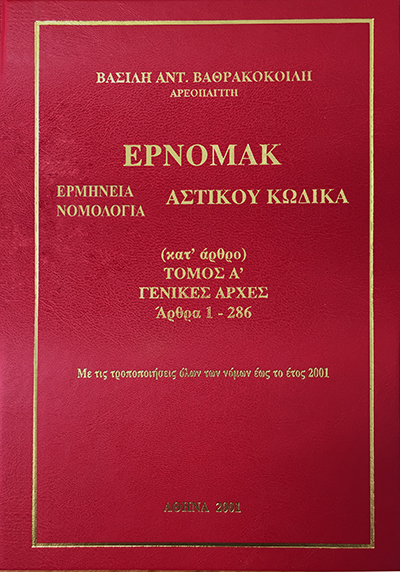 ΒΑΣΙΛΗ ΑΝΤ. ΒΑΘΡΑΚΟΚΟΙΛΗ
ΑΡΕΟΠΑΓΙΤΗ
ΕΡΝΟΜΑΚ
ΕΡΜΗΝΕΙΑ
ΝΟΜΟΛΟΓΙΑ
ΑΣΤΙΚΟΥ ΚΩΔΙΚΑ
(κατ’ άρθρο)
ΤΟΜΟΣ Α’
ΓΕΝΙΚΕΣ ΑΡΧΕΣ
Άρθρα 1 - 286
Με τις τροποποιήσεις όλων των νόμων έως το έτος 2001
ΑΘΗΝΑ 2001